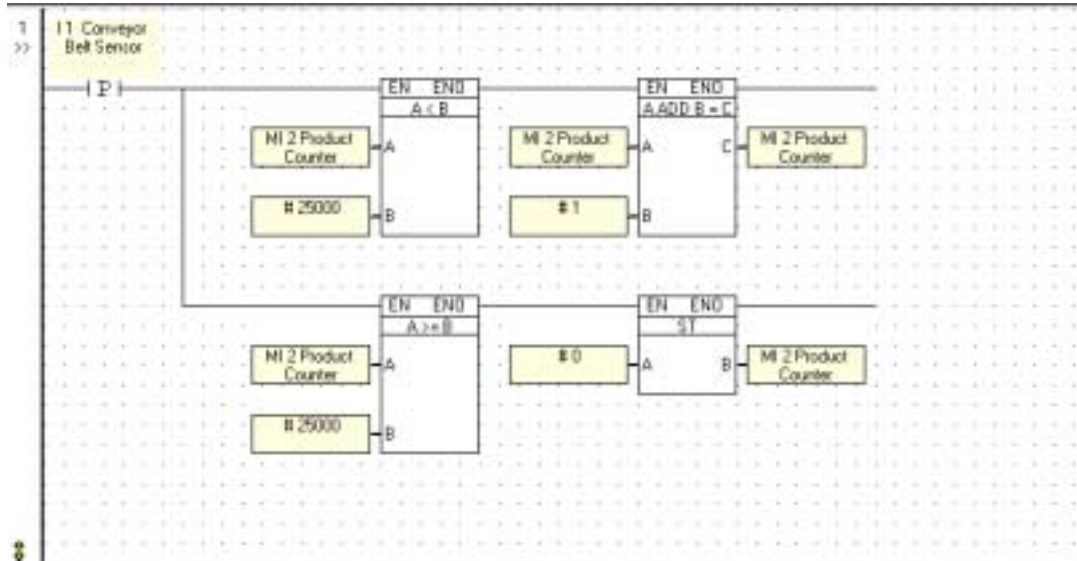 1
>>
I 1 Conveyor
Belt Sensor
P
EN ENO
A < B
MI 2 Product
Counter
A
# 25000
B
EN ENO
A ADD B = C
MI 2 Product
Counter
A
C
MI 2 Product
Counter
# 1
B
EN ENO
A >= B
MI 2 Product
Counter
A
# 25000
B
EN ENO
ST
# 0
A
B
MI 2 Product
Counter